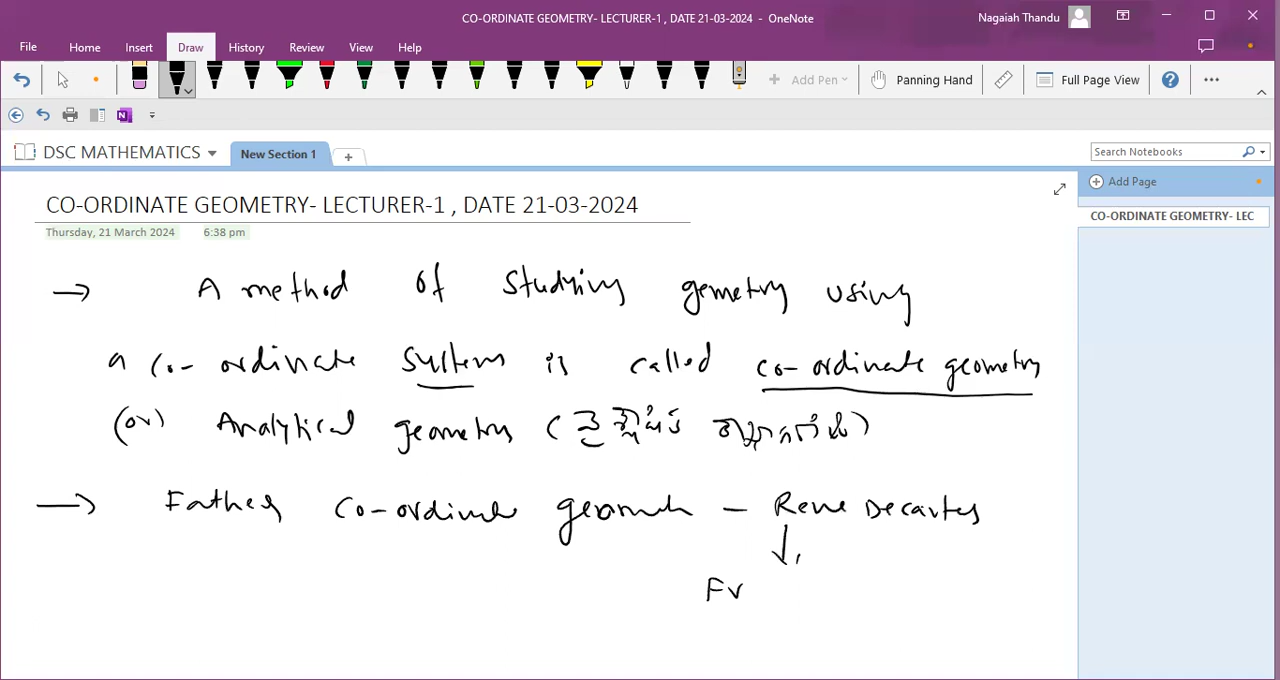 CO-ORDINATE GEOMETRY- LECTURER-1 , DATE 21-03-2024 - OneNote
Nagaiah Thandu
File Home Insert Draw History Review View Help
Add Pen Panning Hand Full Page View
DSC MATHEMATICS New Section 1
Search Notebooks
Add Page
CO-ORDINATE GEOMETRY- LEC
CO-ORDINATE GEOMETRY- LECTURER-1 , DATE 21-03-2024
Thursday, 21 March 2024 6:38 pm
→ A method of studying gemetry using
a Co-ordinate System is called co-ordinate geometry
(or) Analytical geometry (
→ Father Co-ordinate - Rene Decartes
↓
Fr